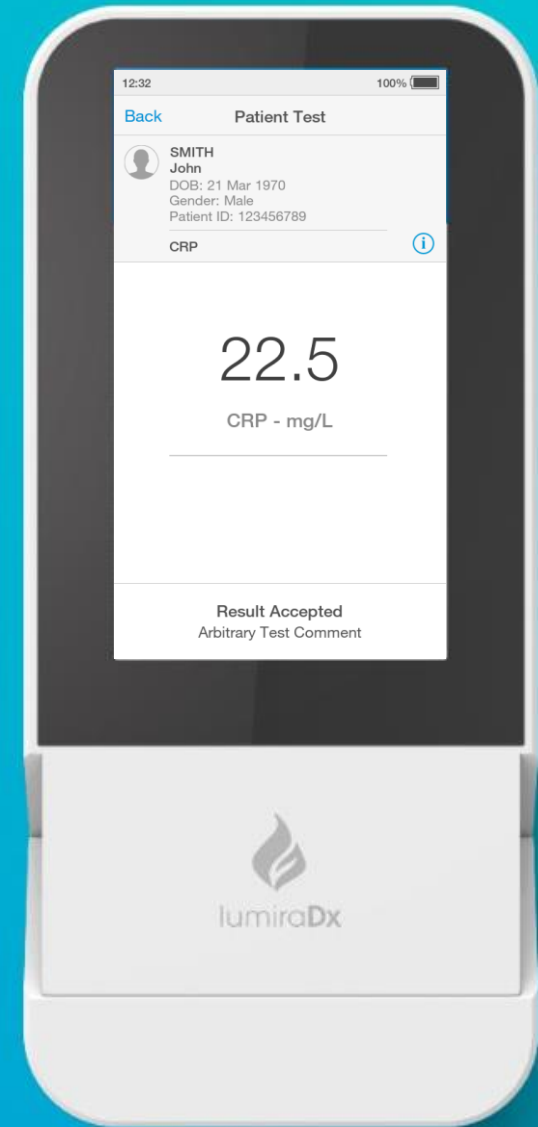 12:32 100%
Back Patient Test
SMITH
John
DOB: 21 Mar 1970
Gender: Male
Patient ID: 123456789
CRP i
22.5
CRP - mg/L
Result Accepted
Arbitrary Test Comment
lumiraDx